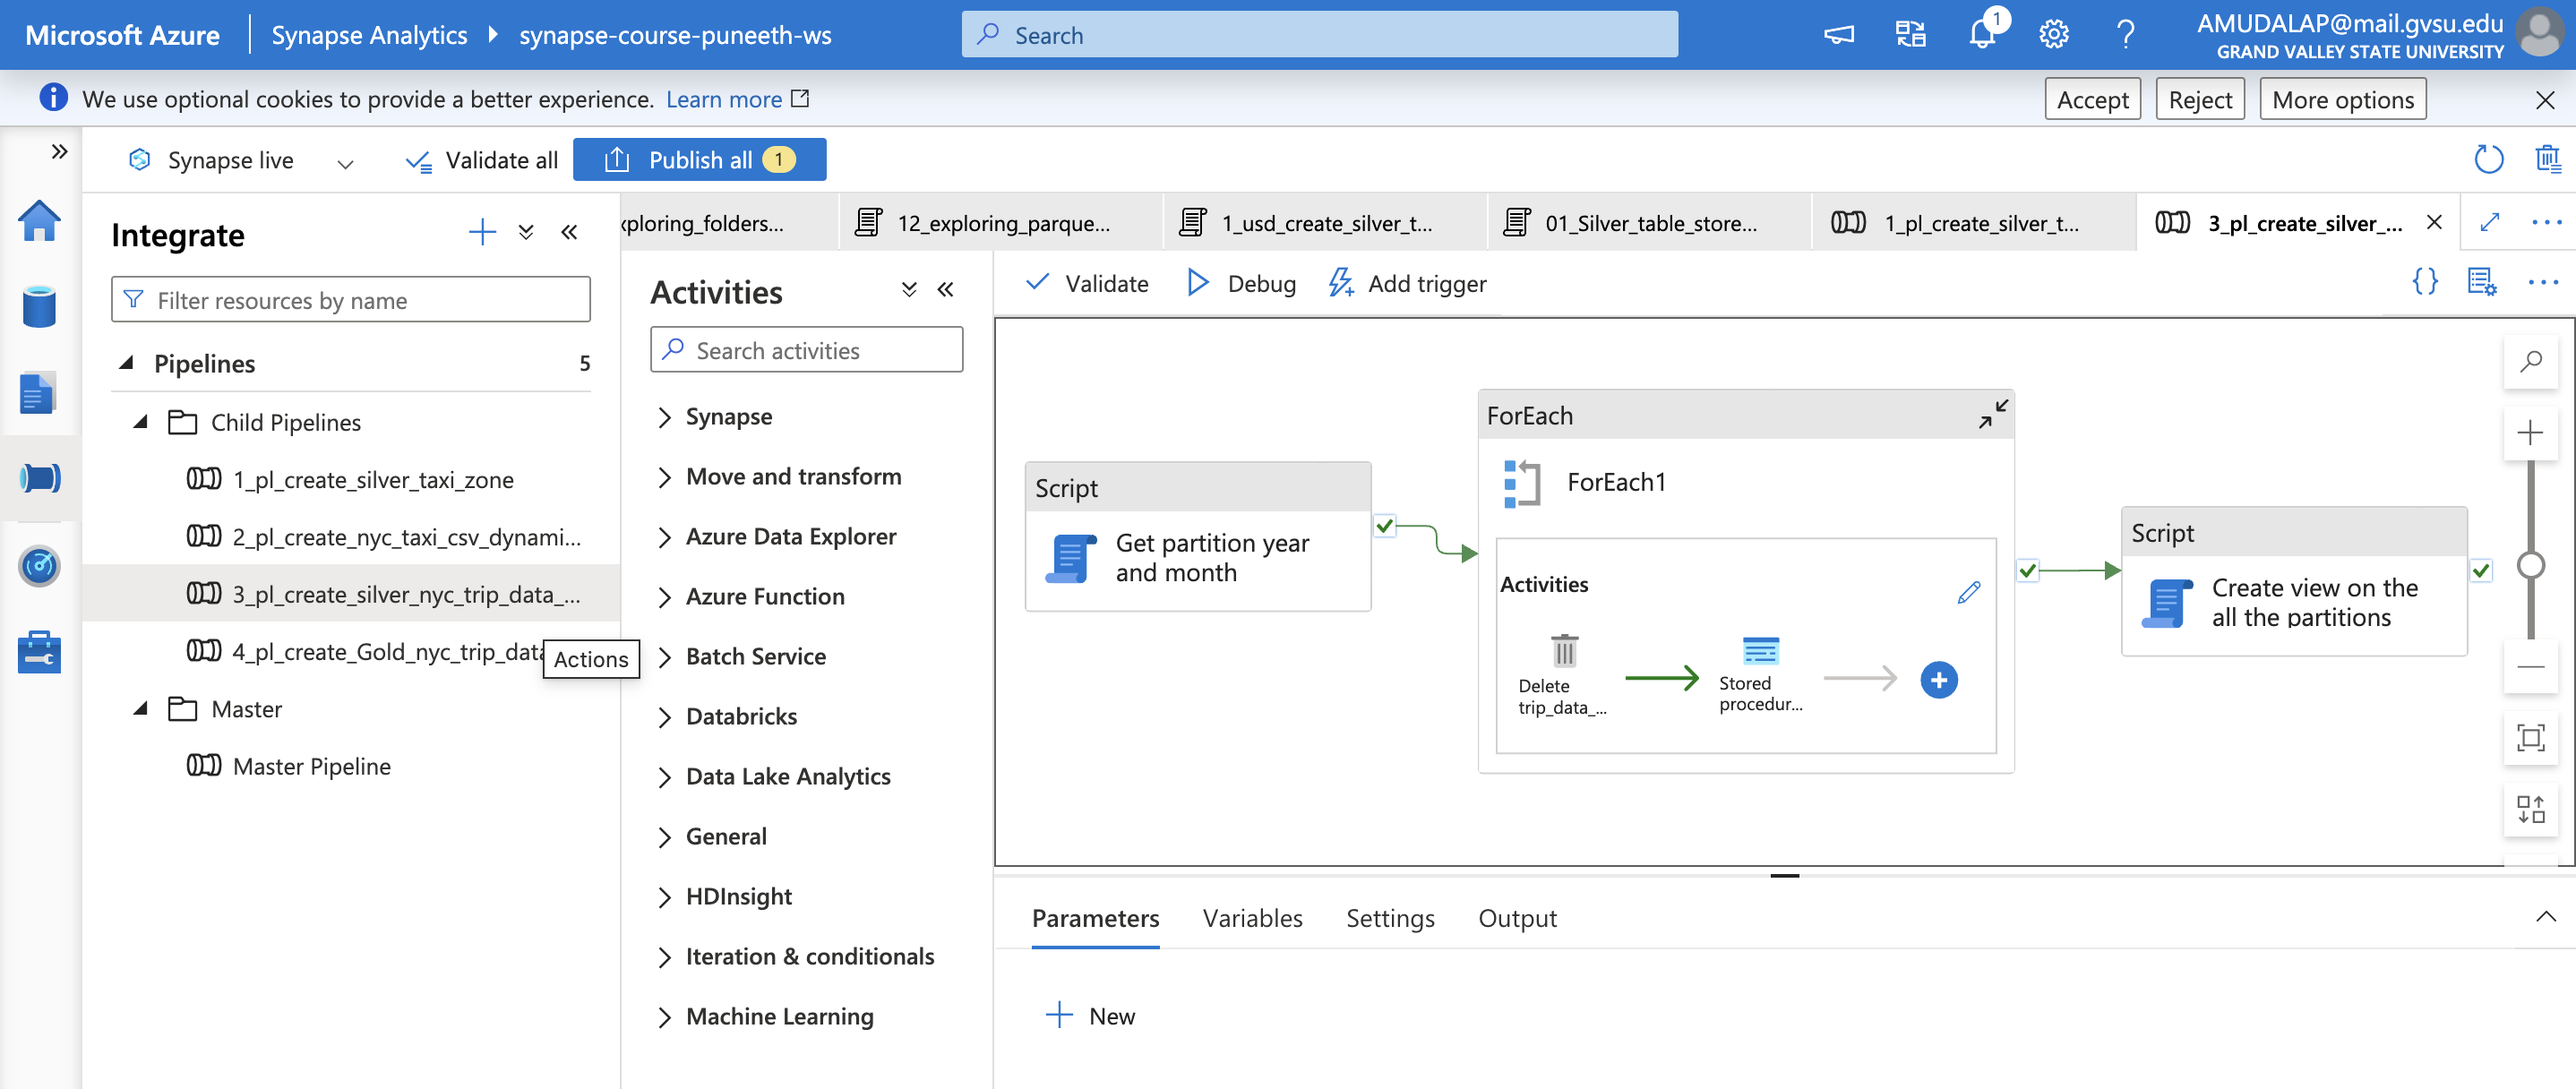 Microsoft Azure
Synapse Analytics
synapse-course-puneeth-ws
Search
1
AMUDALAP@mail.gvsu.edu
GRAND VALLEY STATE UNIVERSITY
We use optional cookies to provide a better experience. Learn more
Accept
Reject
More options
Synapse live
Validate all
Publish all 1
Integrate
Filter resources by name
Pipelines 5
Child Pipelines
1_pl_create_silver_taxi_zone
2_pl_create_nyc_taxi_csv_dynami...
3_pl_create_silver_nyc_trip_data_...
4_pl_create_Gold_nyc_trip_data
Actions
Master
Master Pipeline
xploring_folders...
12_exploring_parque...
1_usd_create_silver_t...
01_Silver_table_store...
1_pl_create_silver_t...
3_pl_create_silver_...
Activities
Search activities
Synapse
Move and transform
Azure Data Explorer
Azure Function
Batch Service
Databricks
Data Lake Analytics
General
HDInsight
Iteration & conditionals
Machine Learning
Validate
Debug
Add trigger
{}
Script
Get partition year
and month
ForEach
ForEach1
Activities
Delete
trip_data_...
Stored
procedur...
Script
Create view on the
all the partitions
Parameters
Variables
Settings
Output
New